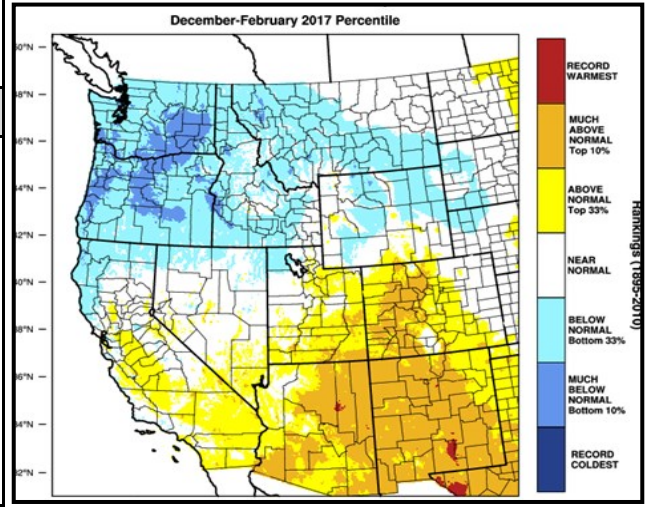 December-February 2017 Percentile
50°N
48°N
46°N
44°N
42°N
40°N
38°N
36°N
34°N
32°N
RECORD
WARMEST
MUCH
ABOVE
NORMAL
Top 10%
ABOVE
NORMAL
Top 33%
NEAR
NORMAL
BELOW
NORMAL
Bottom 33%
MUCH
BELOW
NORMAL
Bottom 10%
RECORD
COLDEST
Rankings (1895-2010)